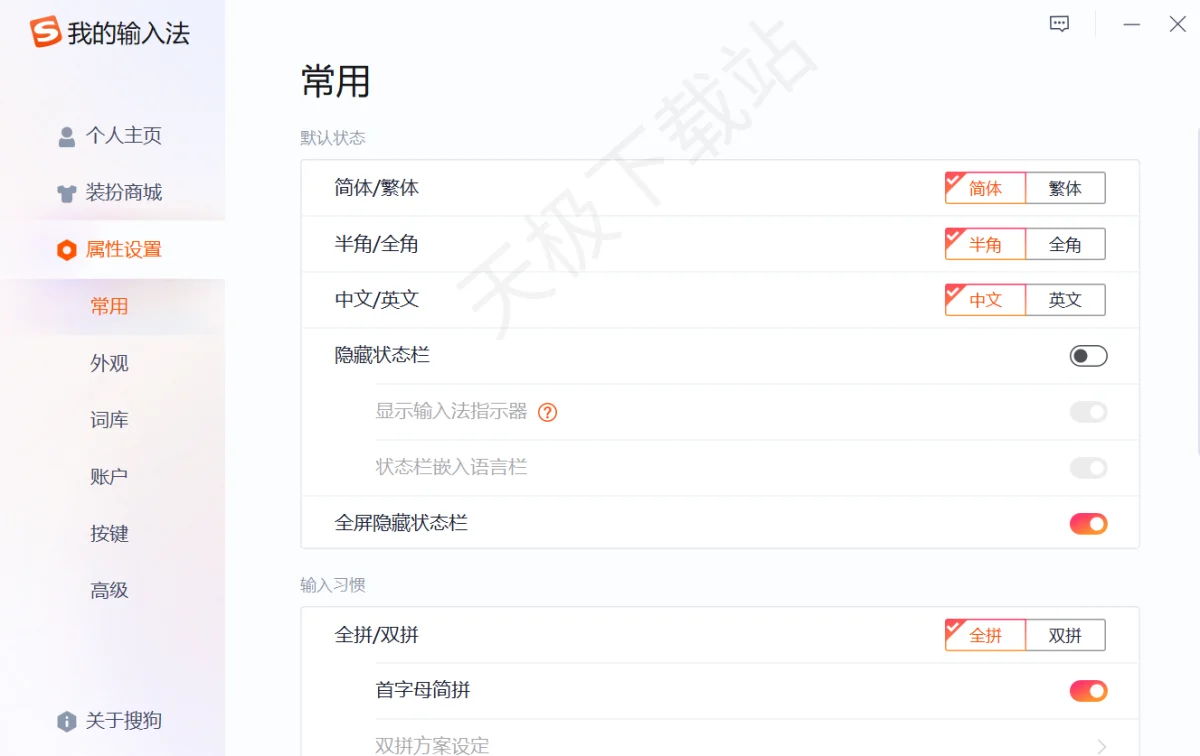 我的输入法
个人主页
装扮商城
属性设置
常用
外观
词库
账户
按键
高级
关于搜狗
常用
默认状态
简体/繁体 简体 繁体
半角/全角 半角 全角
中文/英文 中文 英文
隐藏状态栏
显示输入法指示器 ?
状态栏嵌入语言栏
全屏隐藏状态栏
输入习惯
全拼/双拼 全拼 双拼
首字母简拼
双拼方案设定
天极下载站